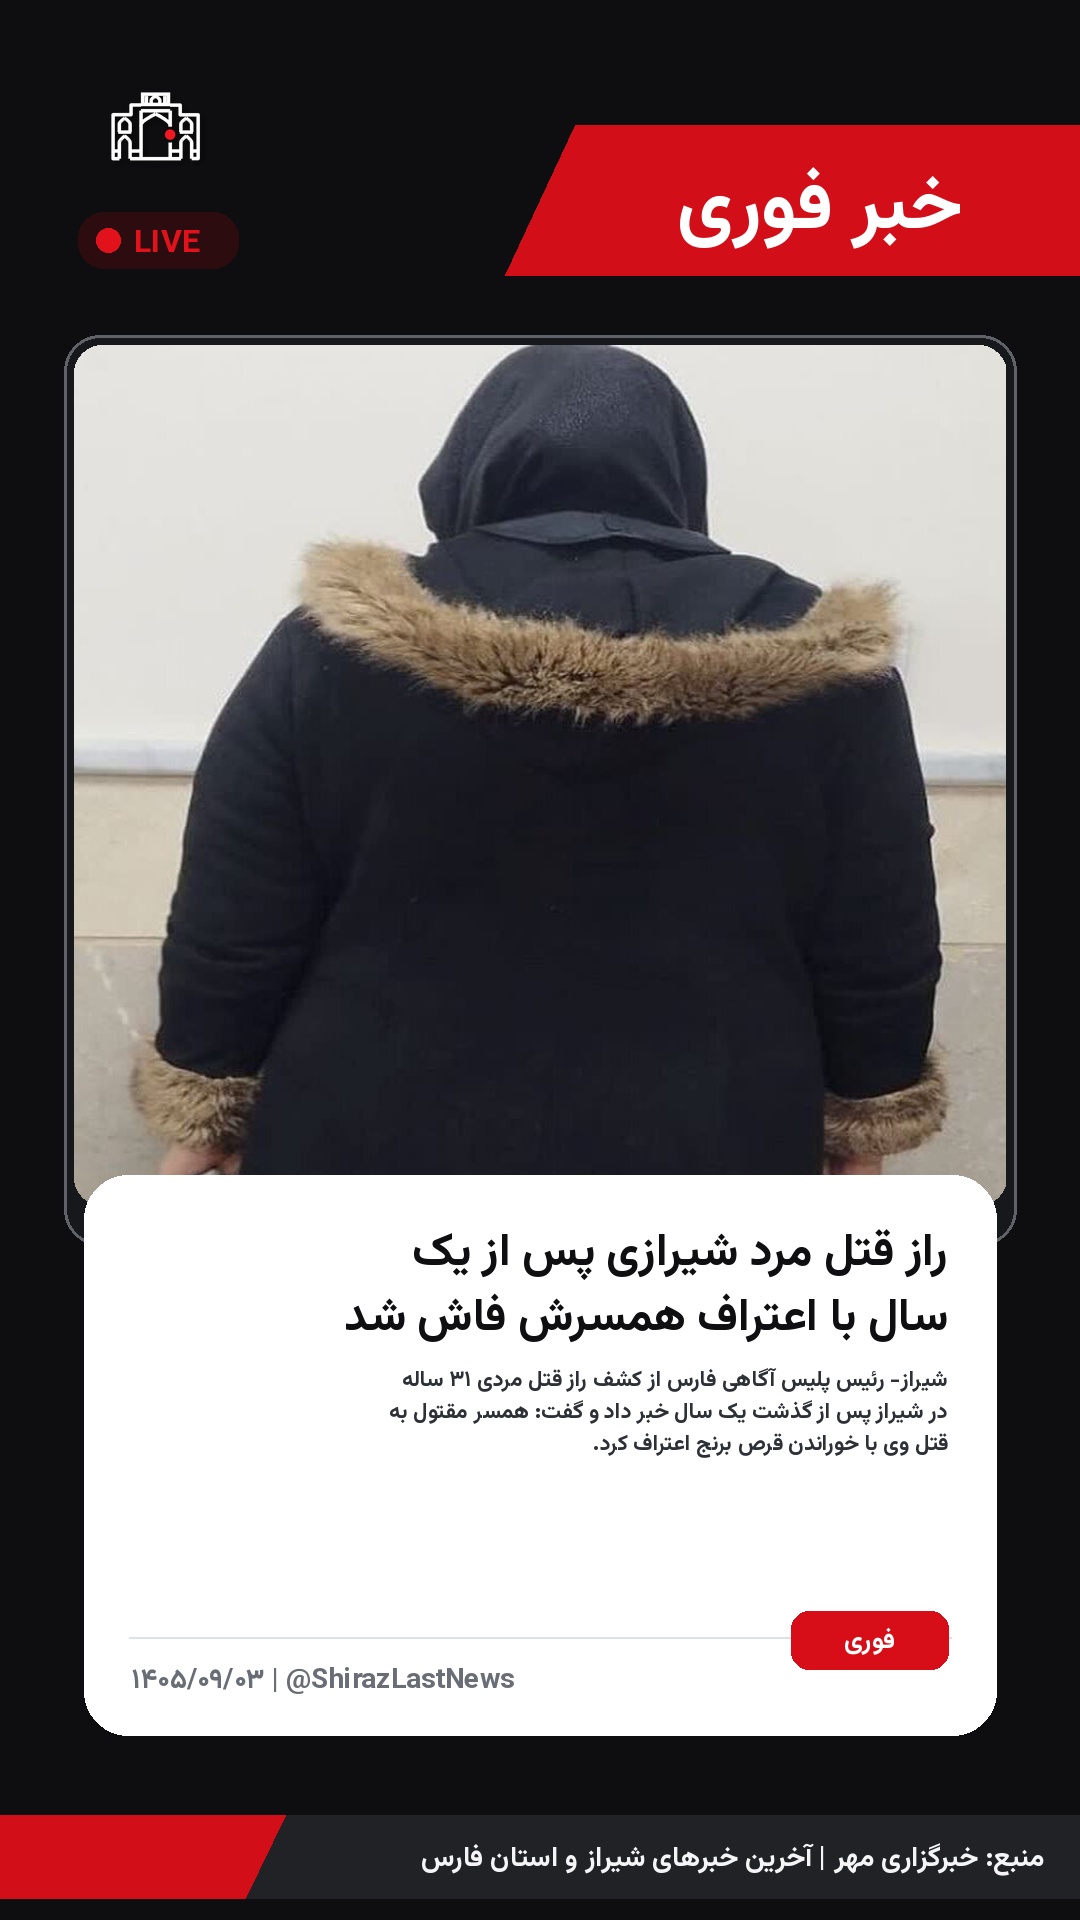 خبر فوری
LIVE
راز قتل مرد شیرازی پس از یک
سال با اعتراف همسرش فاش شد
شیراز- رئیس پلیس آگاهی فارس از کشف راز قتل مردی ۳۱ ساله
در شیراز پس از گذشت یک سال خبر داد و گفت: همسر مقتول به
قتل وی با خوراندن قرص برنج اعتراف کرد.
فوری
۱۴۰۵/۰۹/۰۳ | @ShirazLastNews
منبع: خبرگزاری مهر | آخرین خبرهای شیراز و استان فارس